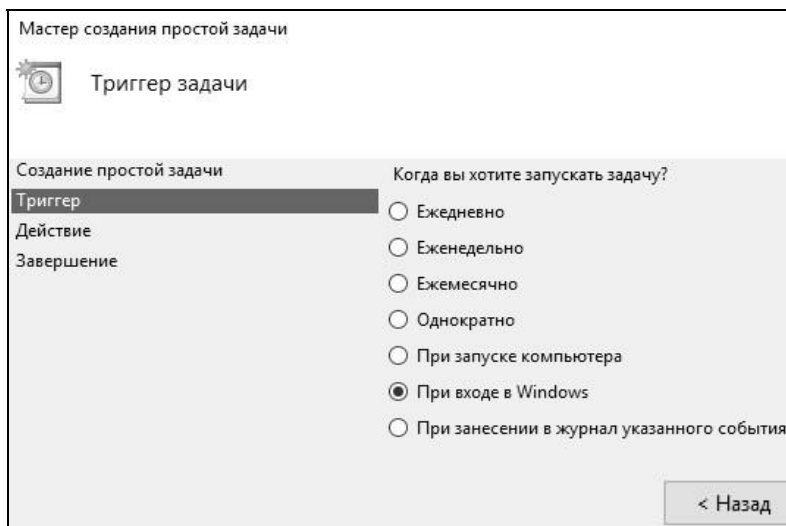 Мастер создания простой задачи
Триггер задачи
Создание простой задачи
Триггер
Действие
Завершение
Когда вы хотите запускать задачу?
Ежедневно
Еженедельно
Ежемесячно
Однократно
При запуске компьютера
При входе в Windows
При занесении в журнал указанного события
< Назад